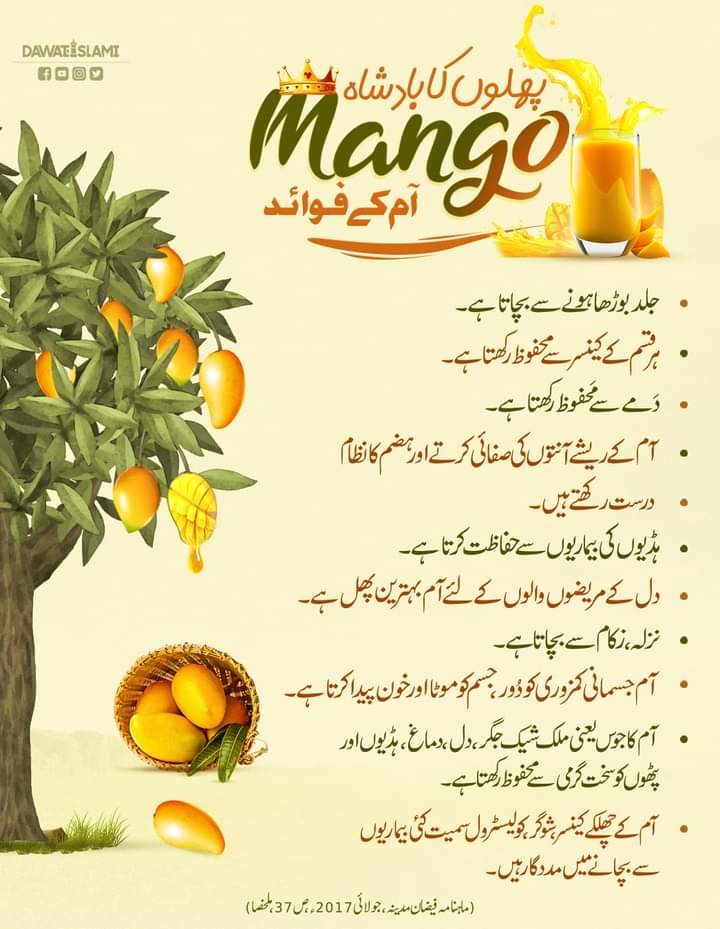 DAWATEISLAMI
پھلوں کا بادشاہ
Mango
آم کے فوائد
• جلد بوڑھا ہونے سے بچاتا ہے۔
• ہر قسم کے کینسر سے محفوظ رکھتا ہے۔
• دَمے سے مَحفوظ رکھتا ہے۔
• آم کے ریشے آنتوں کی صفائی کرتے اور ہضم کا نظام
• درست رکھتے ہیں۔
• ہڈیوں کی بیماریوں سے حفاظت کرتا ہے۔
• دل کے مریضوں والوں کے لئے آم بہترین پھل ہے۔
• نزلہ، زکام سے بچاتا ہے۔
• آم جسمانی کمزوری کو دُور، جسم کو موٹا اور خون پیدا کرتا ہے۔
• آم کا جوس یعنی ملک شیک جگر، دل، دماغ، ہڈیوں اور
پٹھوں کو سخت گرمی سے محفوظ رکھتا ہے۔
• آم کے چھلکے کینسر، شوگر، کولیسٹرول سمیت کئی بیماریوں
سے بچانے میں مددگار ہیں۔
(ماہنامہ فیضان مدینہ، جولائی 2017ء، ص 37، ملخصا)